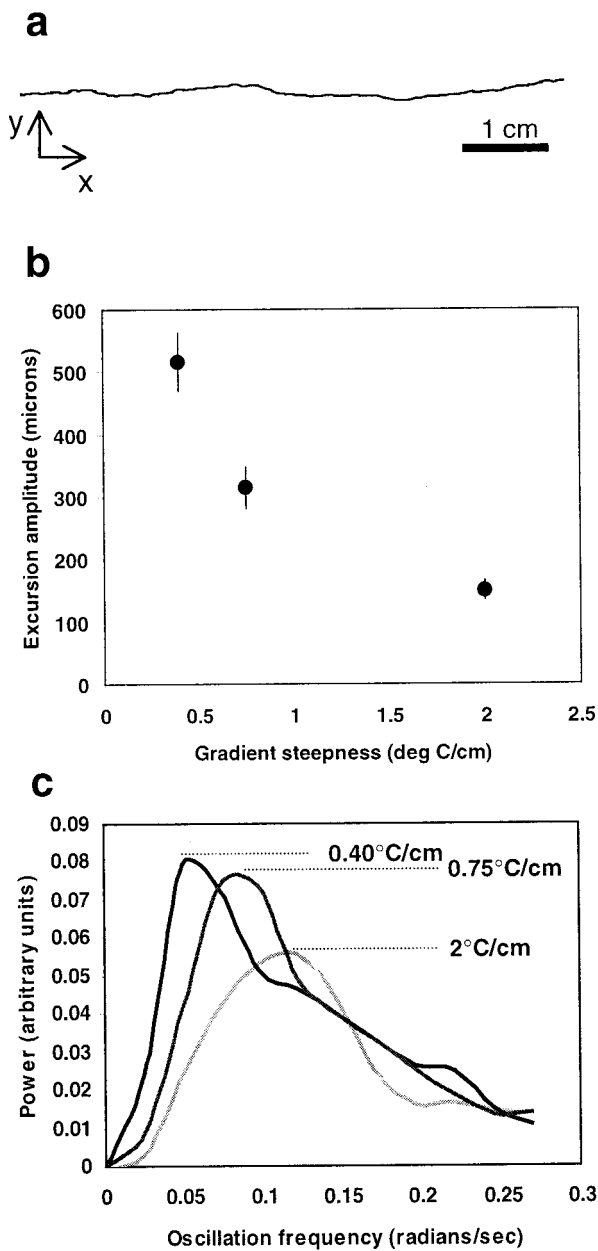 a
y
x
1 cm
b
600
500
400
300
200
100
0
Excursion amplitude (microns)
0 0.5 1 1.5 2 2.5
Gradient steepness (deg C/cm)
c
0.09
0.08
0.07
0.06
0.05
0.04
0.03
0.02
0.01
0
Power (arbitrary units)
0.40°C/cm
0.75°C/cm
2°C/cm
0 0.05 0.1 0.15 0.2 0.25 0.3
Oscillation frequency (radians/sec)